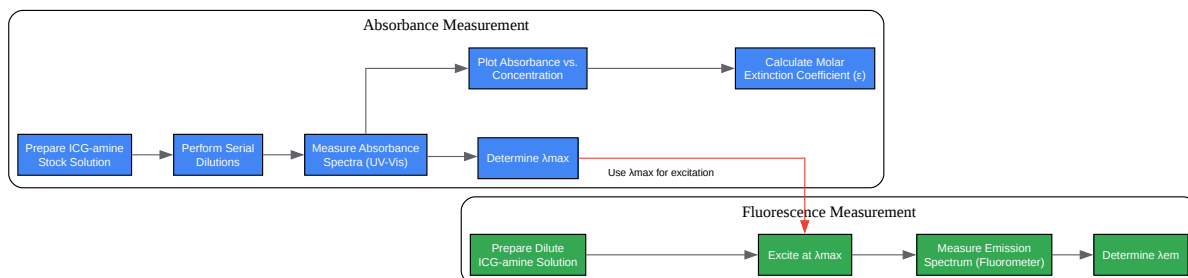 Absorbance Measurement
Plot Absorbance vs.
Concentration
Calculate Molar
Extinction Coefficient (ε)
Prepare ICG-amine
Stock Solution
Perform Serial
Dilutions
Measure Absorbance
Spectra (UV-Vis)
Determine λmax
Use λmax for excitation
Fluorescence Measurement
Prepare Dilute
ICG-amine Solution
Excite at λmax
Measure Emission
Spectrum (Fluorometer)
Determine λem